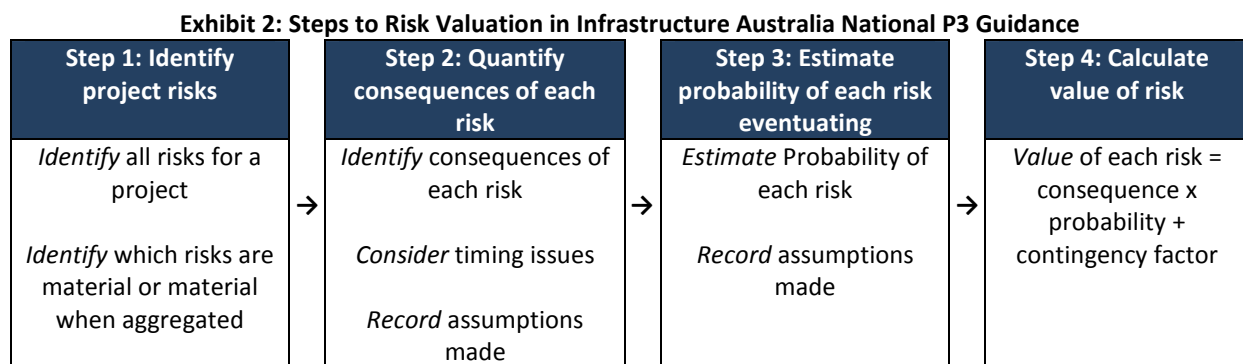 Exhibit 2: Steps to Risk Valuation in Infrastructure Australia National P3 Guidance
Step 1: Identify
project risks
Identify all risks for a
project
Identify which risks are
material or material
when aggregated
→
Step 2: Quantify
consequences of each
risk
Identify consequences of
each risk
Consider timing issues
Record assumptions
made
→
Step 3: Estimate
probability of each risk
eventuating
Estimate Probability of
each risk
Record assumptions
made
→
Step 4: Calculate
value of risk
Value of each risk =
consequence x
probability +
contingency factor